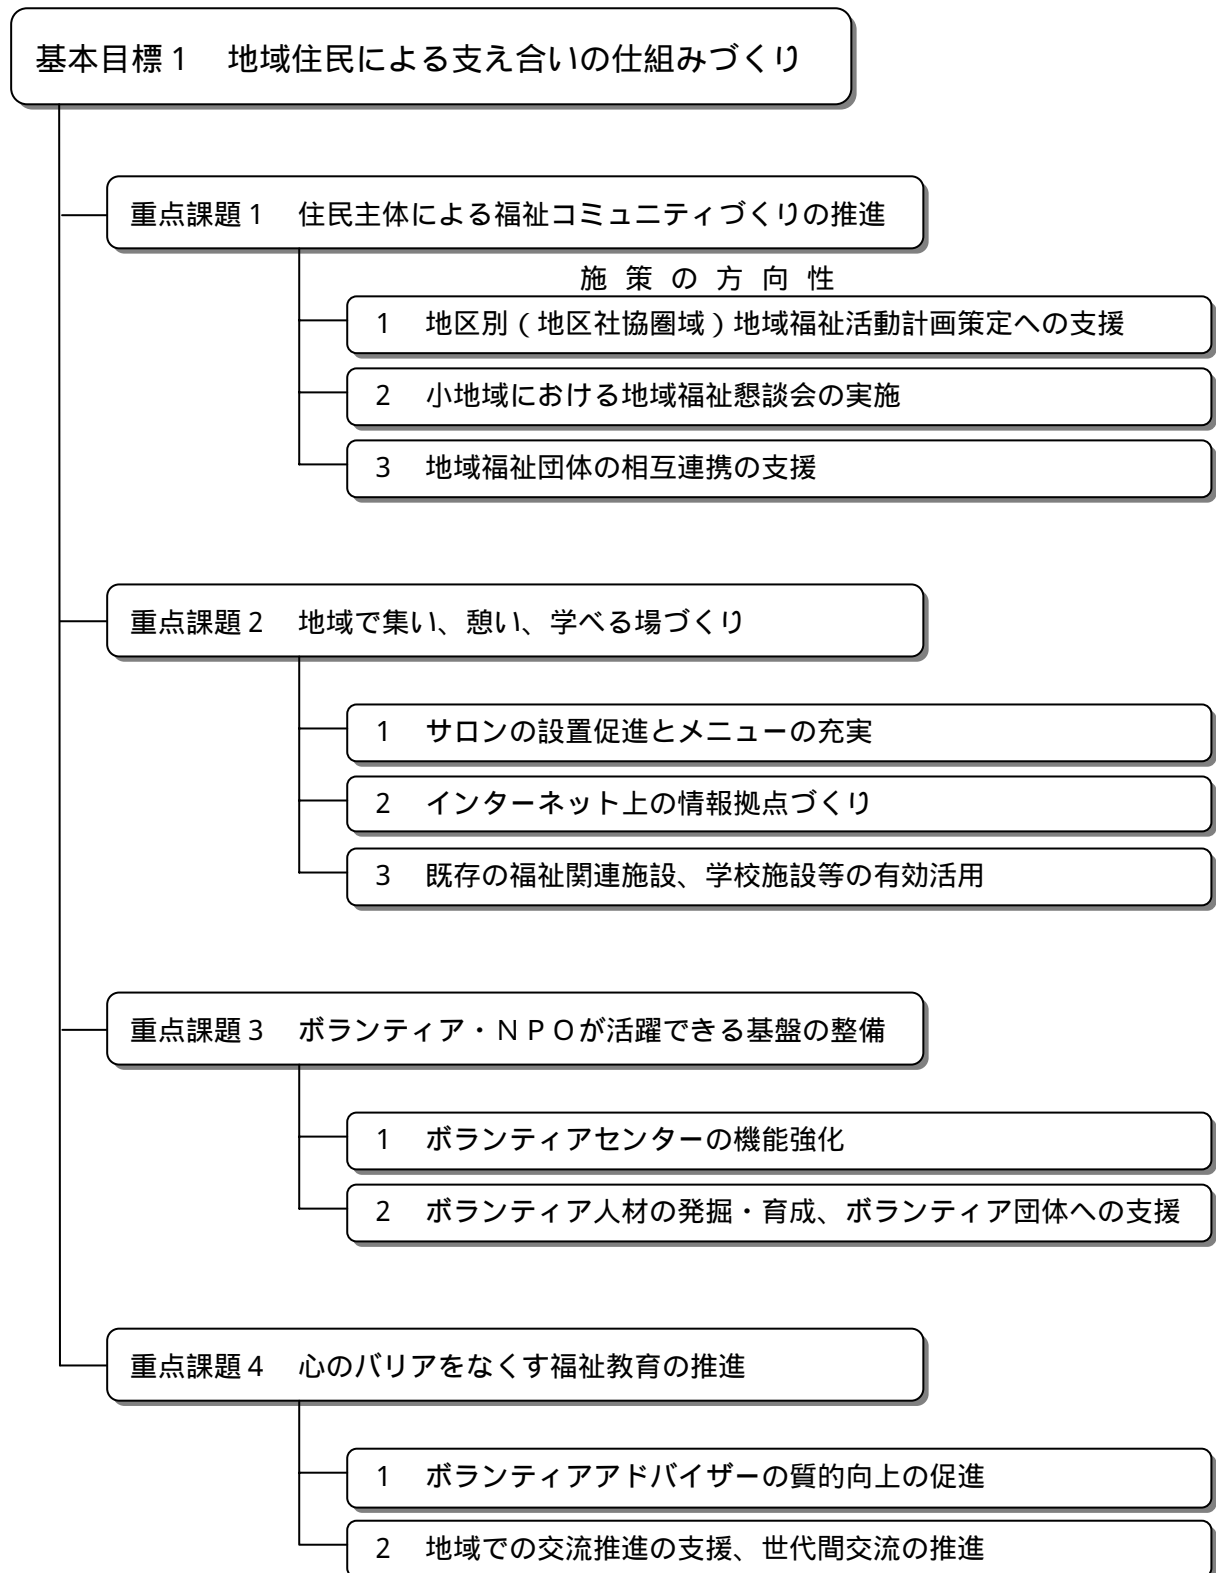 基本目標１　地域住民による支え合いの仕組みづくり
重点課題１　住民主体による福祉コミュニティづくりの推進
施　策　の　方　向　性
１　地区別（地区社協圏域）地域福祉活動計画策定への支援
２　小地域における地域福祉懇談会の実施
３　地域福祉団体の相互連携の支援
重点課題２　地域で集い、憩い、学べる場づくり
１　サロンの設置促進とメニューの充実
２　インターネット上の情報拠点づくり
３　既存の福祉関連施設、学校施設等の有効活用
重点課題３　ボランティア・ＮＰＯが活躍できる基盤の整備
１　ボランティアセンターの機能強化
２　ボランティア人材の発掘・育成、ボランティア団体への支援
重点課題４　心のバリアをなくす福祉教育の推進
１　ボランティアアドバイザーの質的向上の促進
２　地域での交流推進の支援、世代間交流の推進